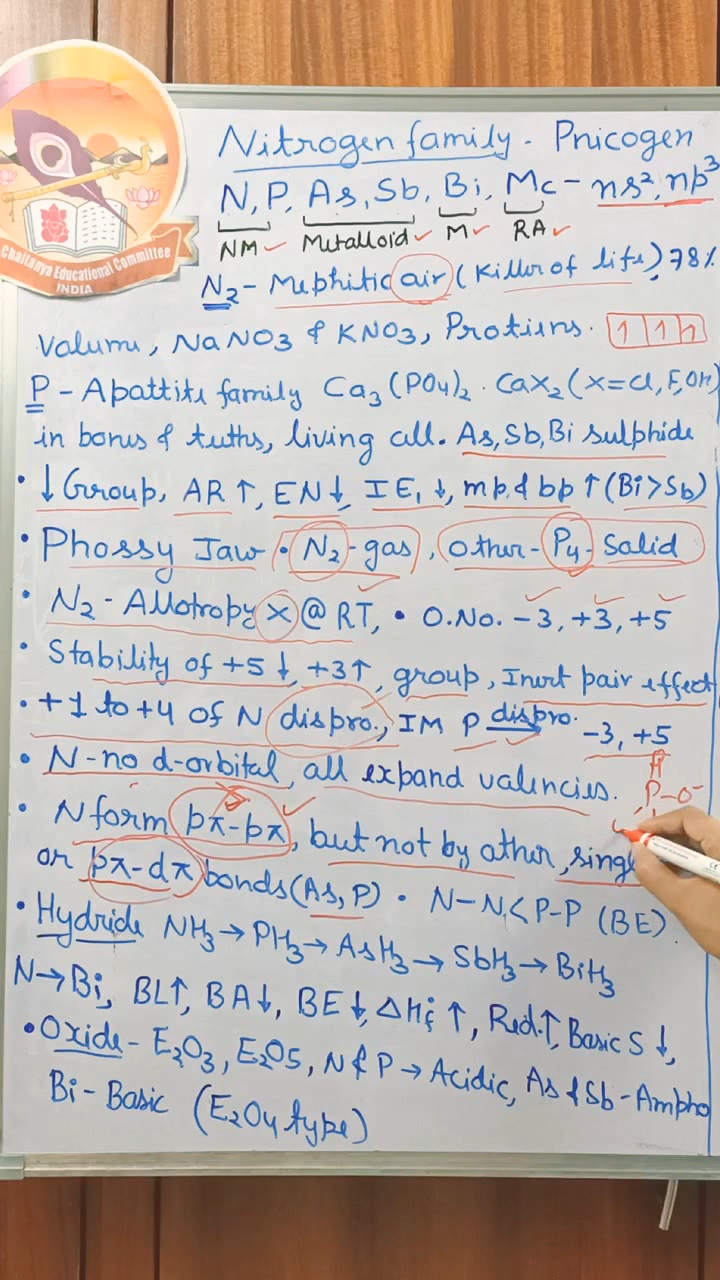 Chaitanya Educational Committee
INDIA
Nitrogen family - Pnicogen
N, P, As, Sb, Bi, Mc - ns², np³
NM ✓ Metalloid ✓ M ✓ RA ✓
N₂ - Mephitic air (Killer of life), 78%
Volume, NaNO₃ & KNO₃, Protiens. 1 1 1
P - Apattite family Ca₃(PO₄)₂ . CaX₂ (X=Cl, F, OH)
in bones & teeths, living cell. As, Sb, Bi sulphide
• ↓ Group, AR ↑, EN ↓, IE₁ ↓, mp & bp ↑ (Bi > Sb)
• Phossy Jaw • N₂ - gas, Other - P₄ - Solid
• N₂ - Allotropy × @ RT, • O.No. -3, +3, +5
• Stability of +5 ↓, +3 ↑, group, Inert pair effect
• +1 to +4 of N dispro., IM P dispro. → -3, +5
• N - no d-orbital, all expand valencies.
P - O⁻
• N form pπ-pπ, but not by other, singl
or pπ-dπ bonds (As, P) • N-N < P-P (BE)
• Hydride NH₃ → PH₃ → AsH₃ → SbH₃ → BiH₃
N → Bi, BL ↑, BA ↓, BE ↓, ΔHf ↑, Red. ↑, Basic S ↓,
• Oxide - E₂O₃, E₂O5, N & P → Acidic, As & Sb - Ampho
Bi - Basic (E₂O₄ type)